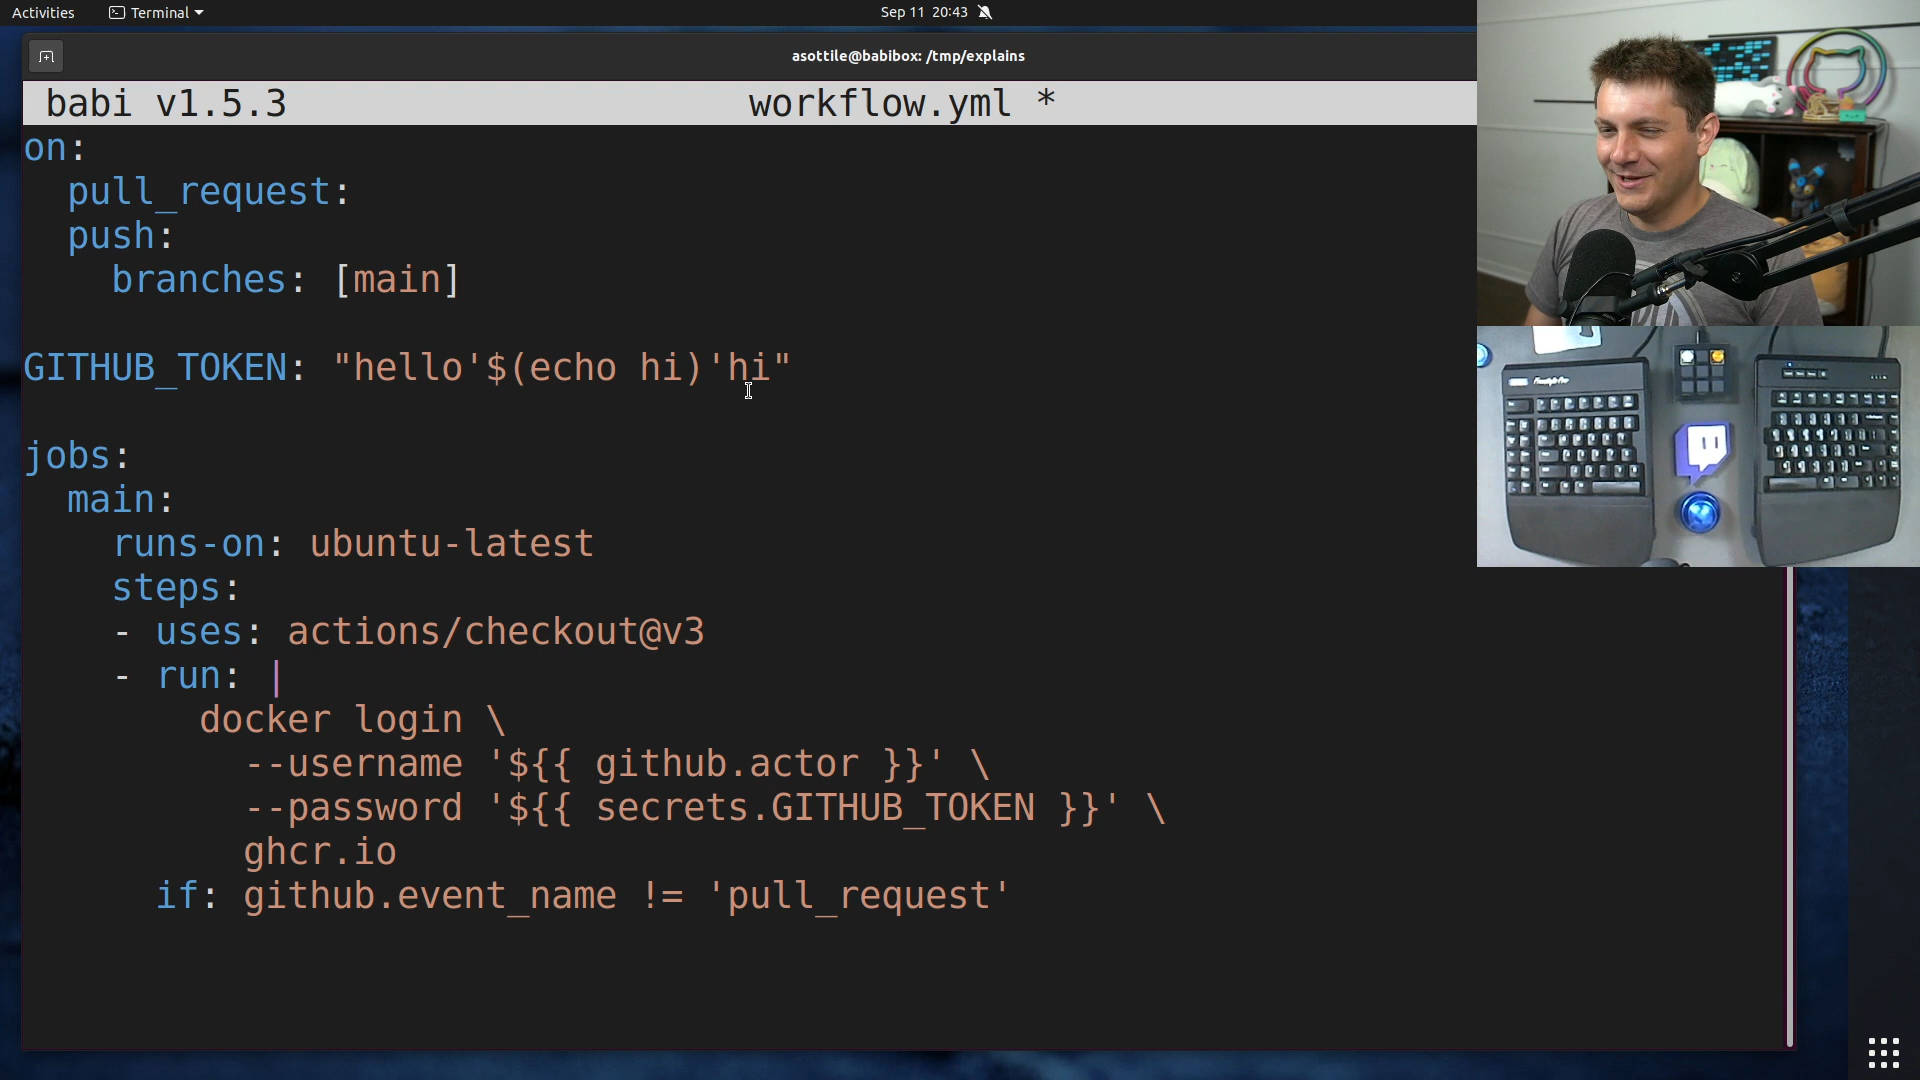 Activities
Terminal
Sep 11 20:43
asottile@babibox: /tmp/explains
babi v1.5.3
workflow.yml *
on:
  pull_request:
  push:
    branches: [main]
GITHUB_TOKEN: "hello'$(echo hi)'hi"
jobs:
  main:
    runs-on: ubuntu-latest
    steps:
    - uses: actions/checkout@v3
    - run: |
        docker login \
          --username '${{ github.actor }}' \
          --password '${{ secrets.GITHUB_TOKEN }}' \
          ghcr.io
      if: github.event_name != 'pull_request'